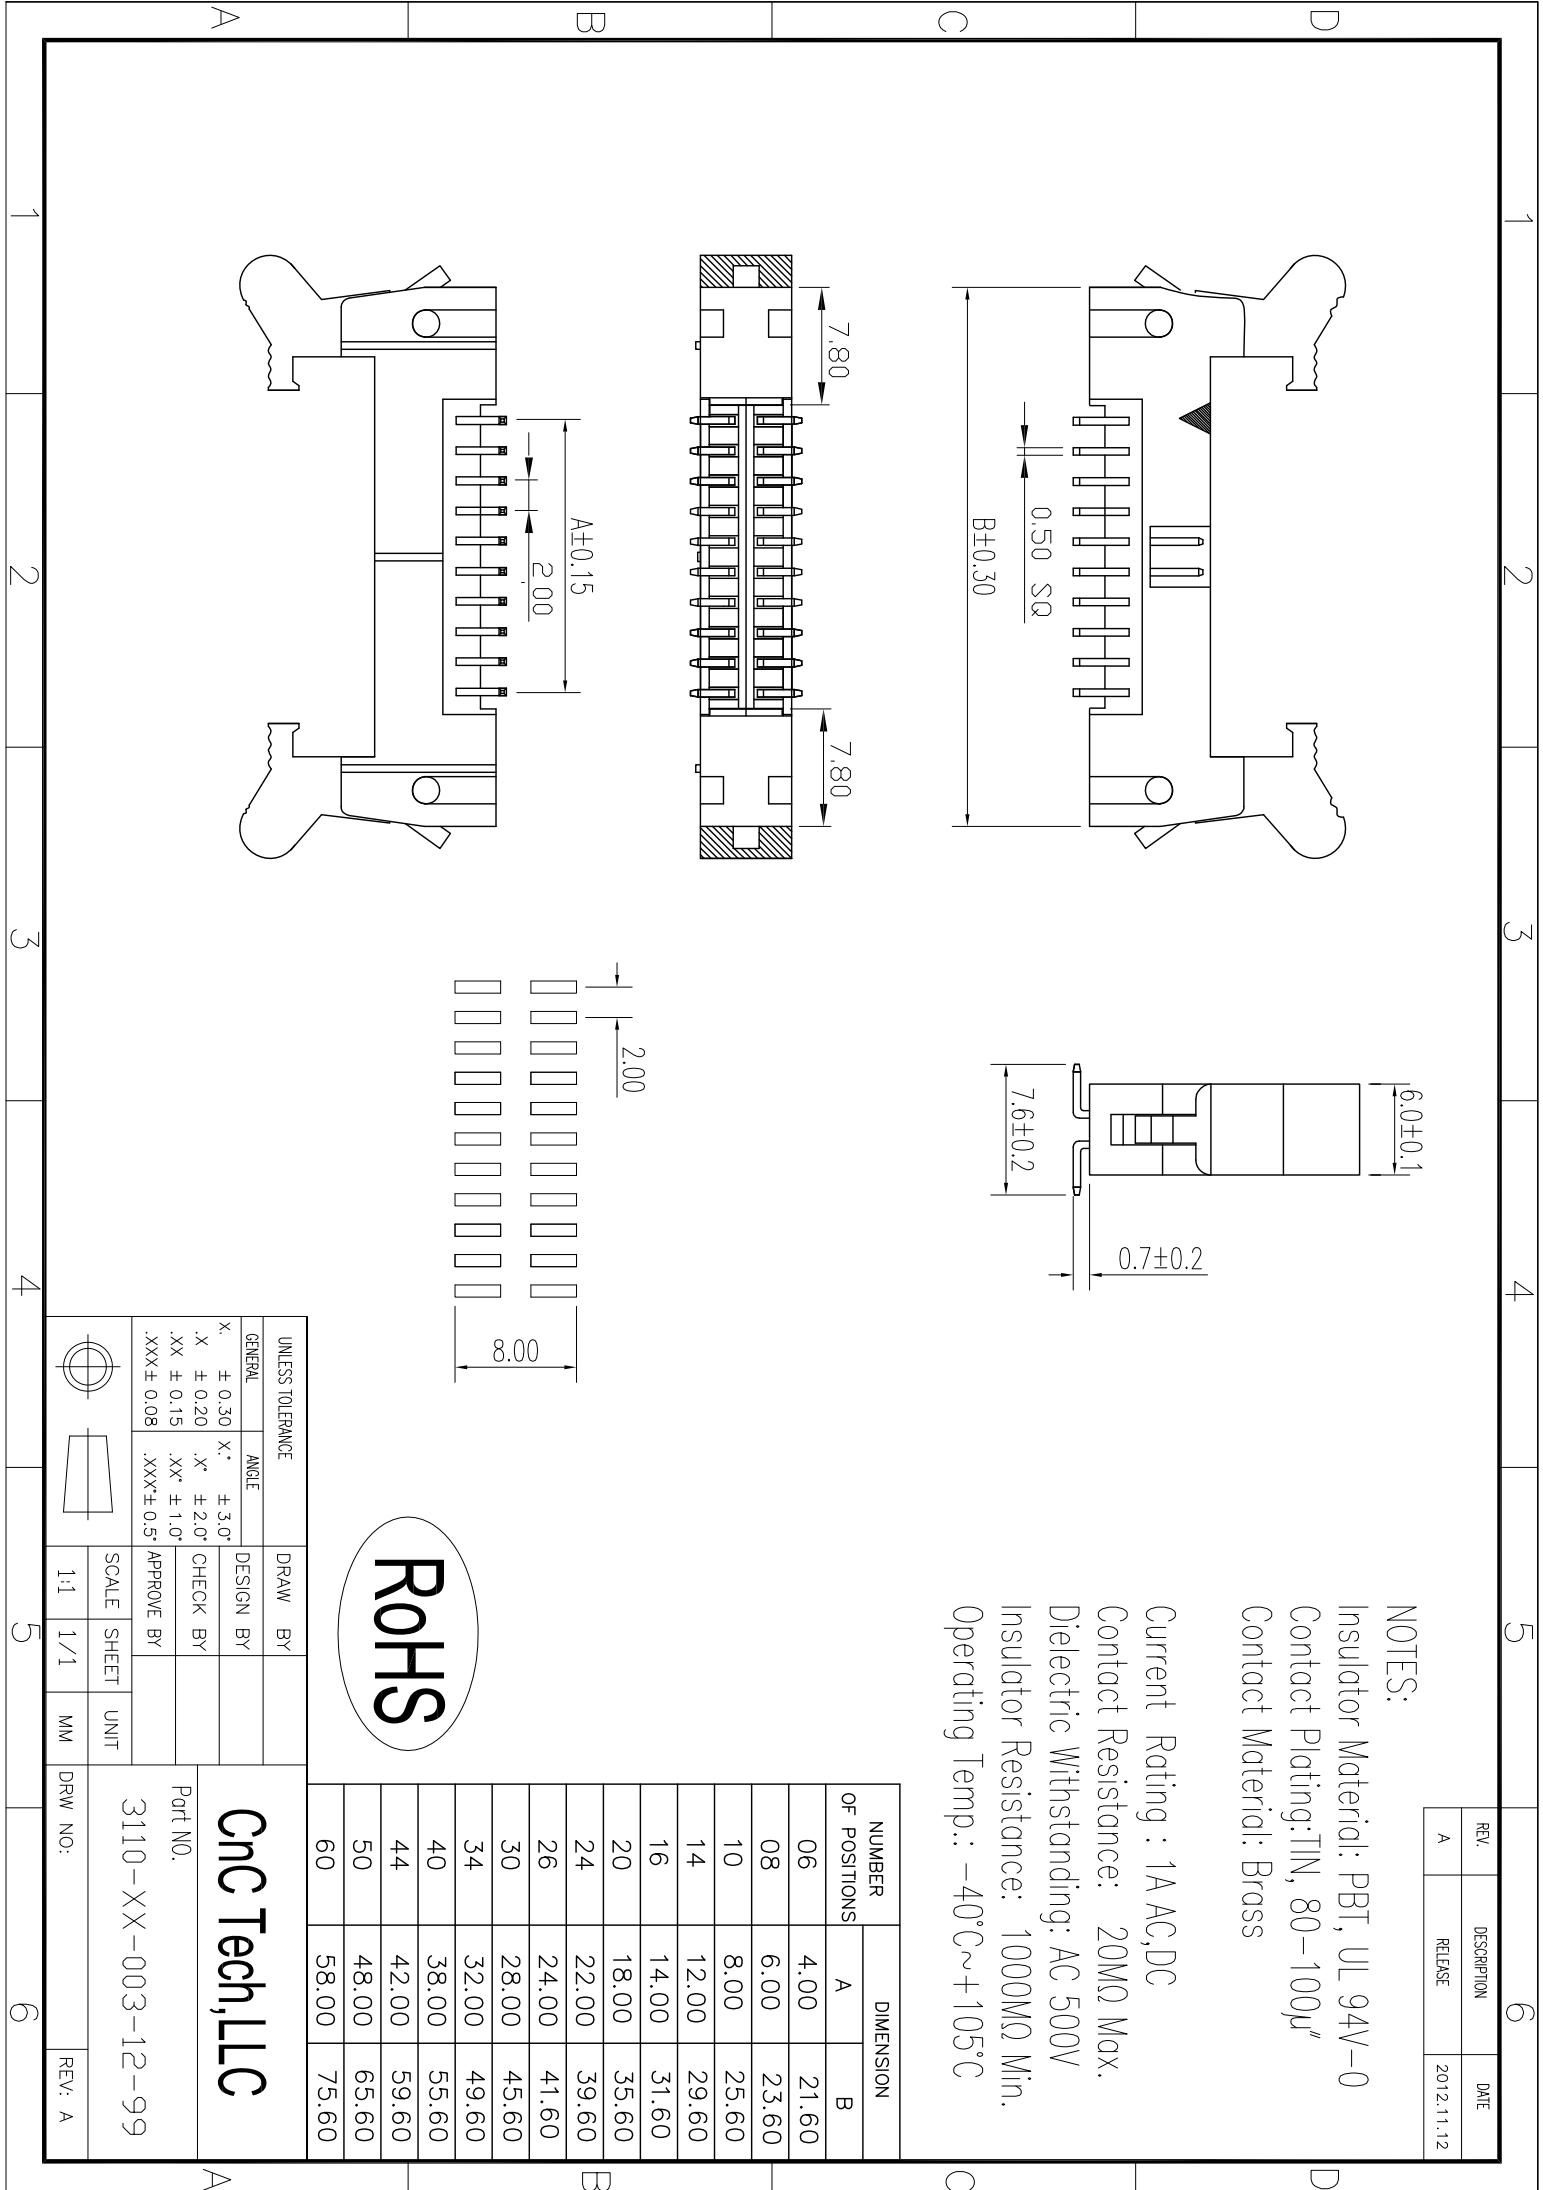 1
2
3
4
5
6
D
C
B
A
REV.
DESCRIPTION
DATE
A
RELEASE
2012.11.12
NOTES:
Insulator Material: PBT, UL 94V-0
Contact Plating:TIN, 80-100μ"
Contact Material: Brass
Current Rating : 1A AC,DC
Contact Resistance: 20MΩ Max.
Dielectric Withstanding: AC 500V
Insulator Resistance: 1000MΩ Min.
Operating Temp.: -40°C~+105°C
6.0±0.1
7.6±0.2
0.7±0.2
0.50 SQ
B±0.30
7.80
7.80
A±0.15
2.00
2.00
8.00
RoHS
NUMBER OF POSITIONS
DIMENSION
A B
06 4.00 21.60
08 6.00 23.60
10 8.00 25.60
14 12.00 29.60
16 14.00 31.60
20 18.00 35.60
24 22.00 39.60
26 24.00 41.60
30 28.00 45.60
34 32.00 49.60
40 38.00 55.60
44 42.00 59.60
50 48.00 65.60
60 58.00 75.60
UNLESS TOLERANCE
GENERAL ANGLE
X. ± 0.30 X.° ± 3.0°
.X ± 0.20 .X° ± 2.0°
.XX ± 0.15 .XX° ± 1.0°
.XXX± 0.08 .XXX°± 0.5°
DRAW BY
DESIGN BY
CHECK BY
APPROVE BY
SCALE SHEET UNIT
1:1 1/1 MM
CnC Tech,LLC
Part NO.
3110-XX-003-12-99
DRW NO:
REV: A
1
2
3
4
5
6
D
C
B
A